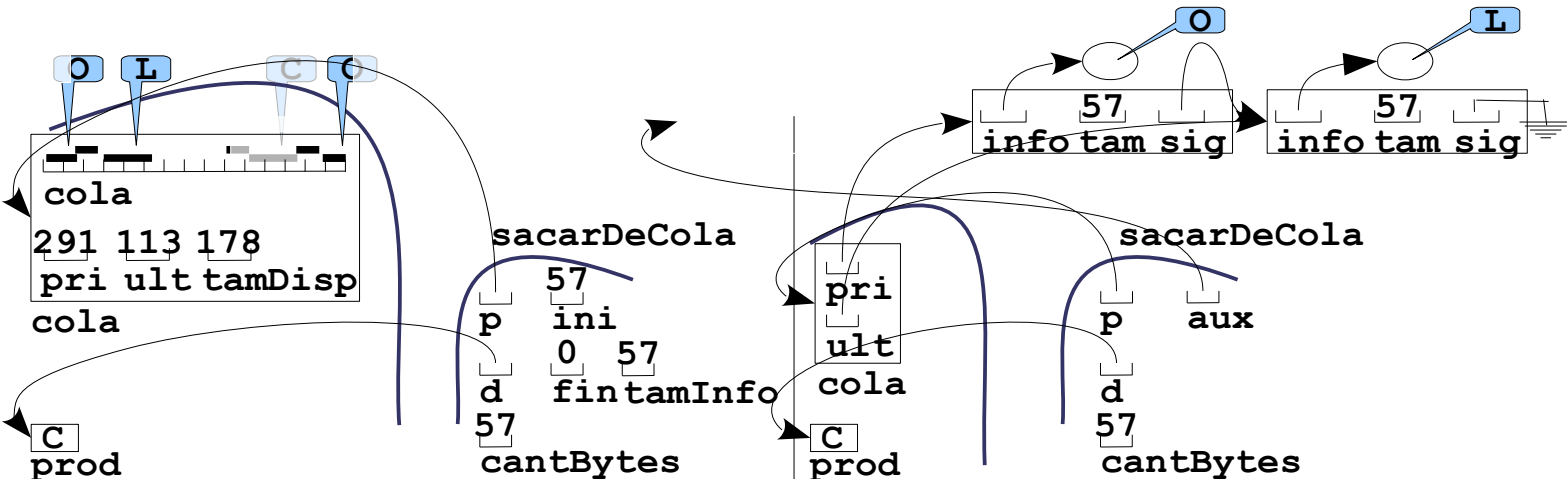 O L C O
cola
291 113 178
pri ult tamDisp
cola
sacarDeCola
57
p ini
0 57
d fin tamInfo
57
cantBytes
C
prod
O L
57 57
info tam sig info tam sig
pri
ult
cola
sacarDeCola
p aux
d
57
cantBytes
C
prod